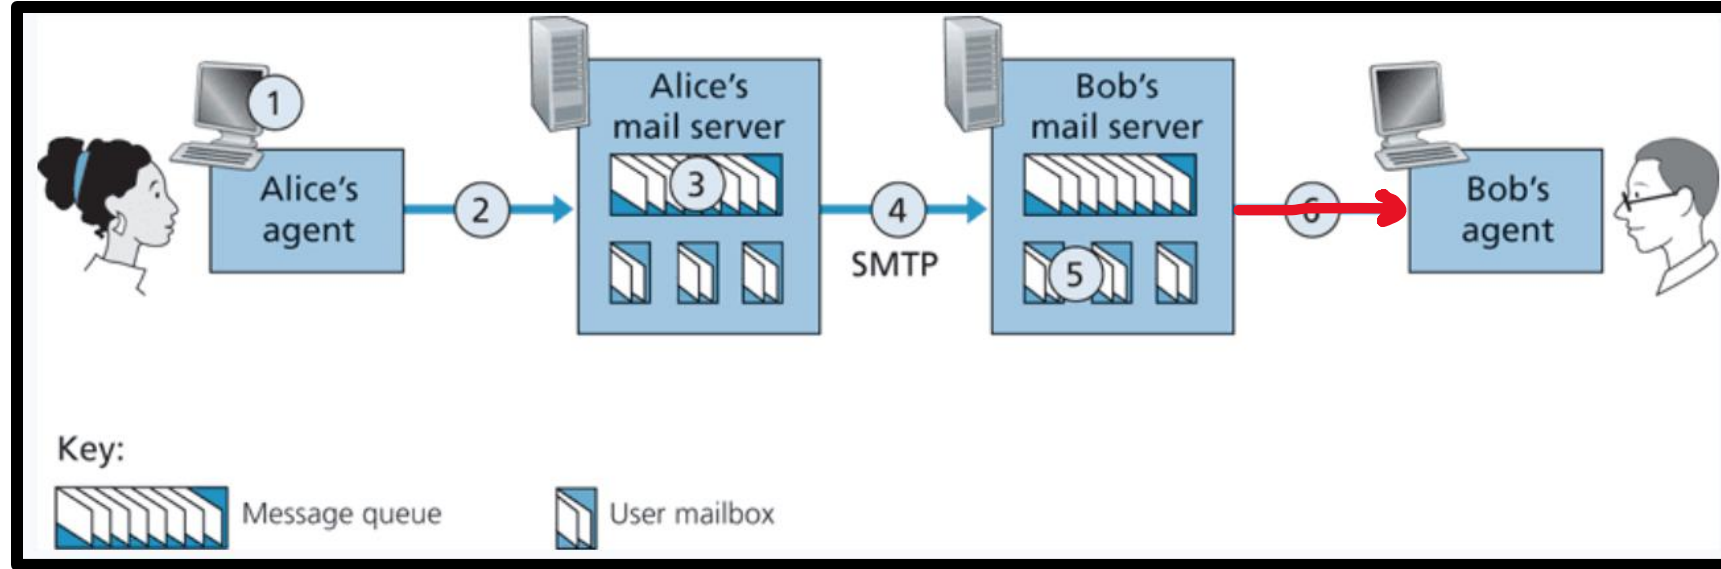 1
Alice's
agent
2
Alice's
mail server
3
4
SMTP
Bob's
mail server
5
6
Bob's
agent
Key:
Message queue
User mailbox